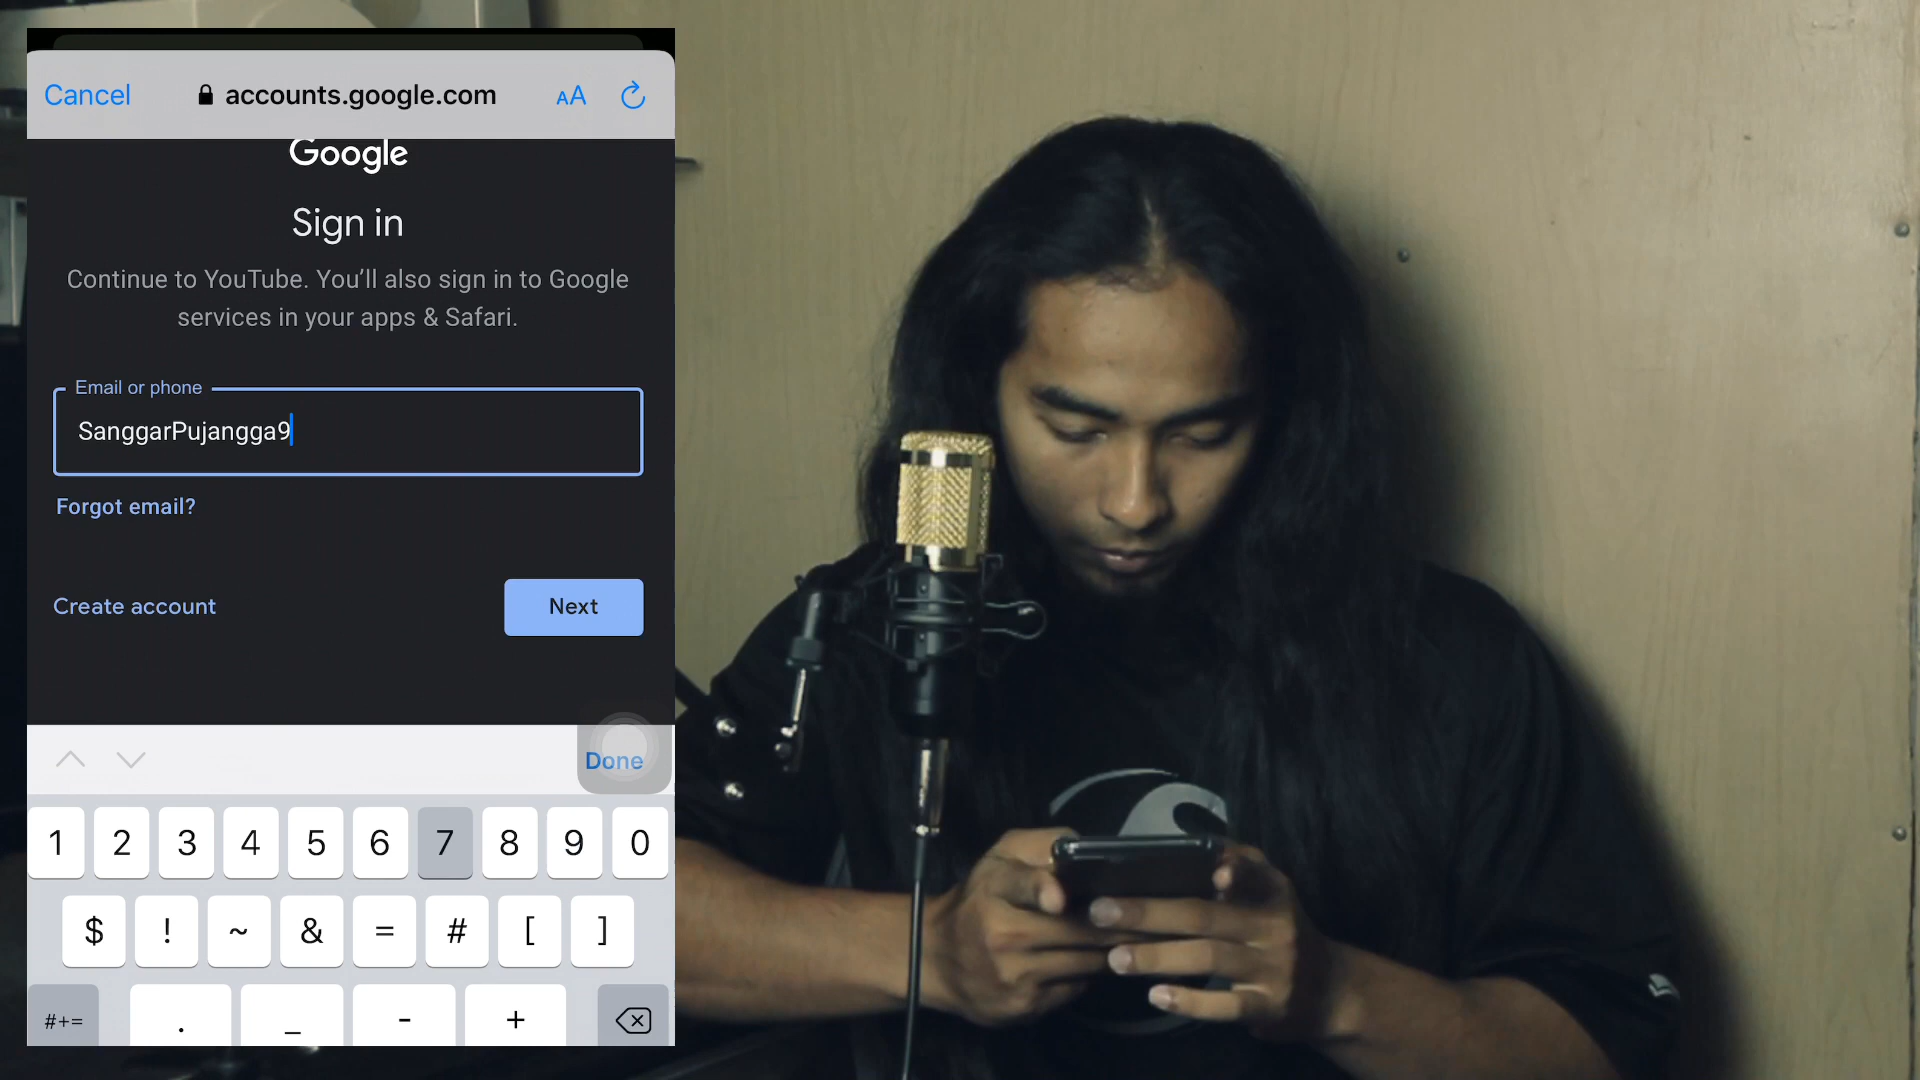 Cancel
accounts.google.com
AA
Google
Sign in
Continue to YouTube. You’ll also sign in to Google
services in your apps & Safari.
Email or phone
SanggarPujangga9
Forgot email?
Create account
Next
Done
1 2 3 4 5 6 7 8 9 0
$ ! ~ & = # [ ]
#+= . _ - +